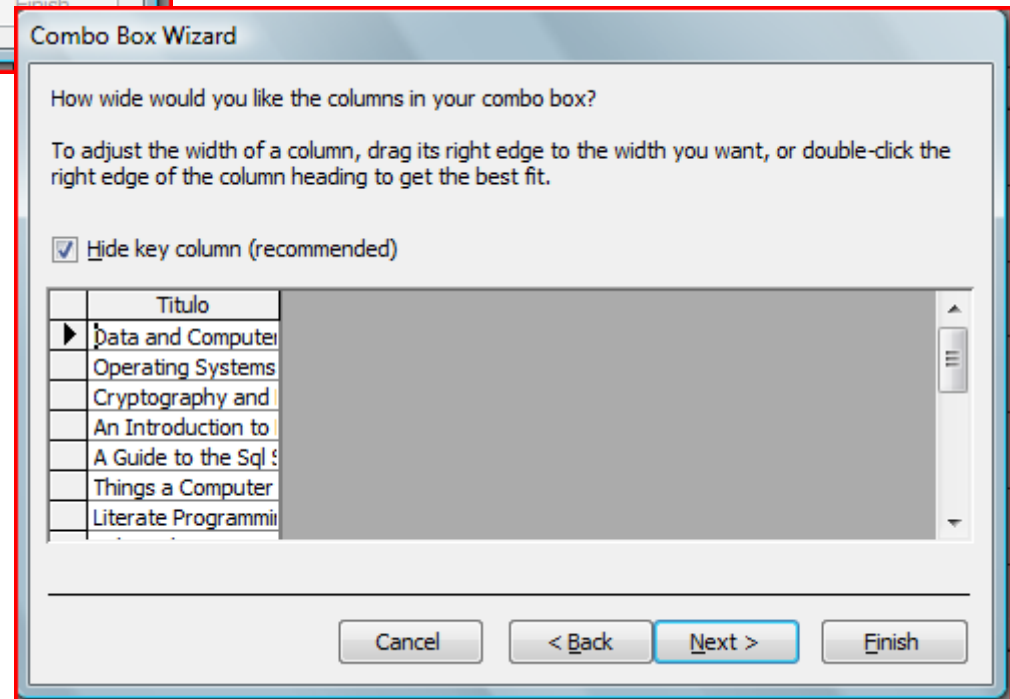 Finish
Combo Box Wizard
How wide would you like the columns in your combo box?
To adjust the width of a column, drag its right edge to the width you want, or double-click the
right edge of the column heading to get the best fit.
Hide key column (recommended)
Titulo
Data and Computer
Operating Systems
Cryptography and
An Introduction to
A Guide to the Sql S
Things a Computer
Literate Programmin
Cancel
< Back
Next >
Finish